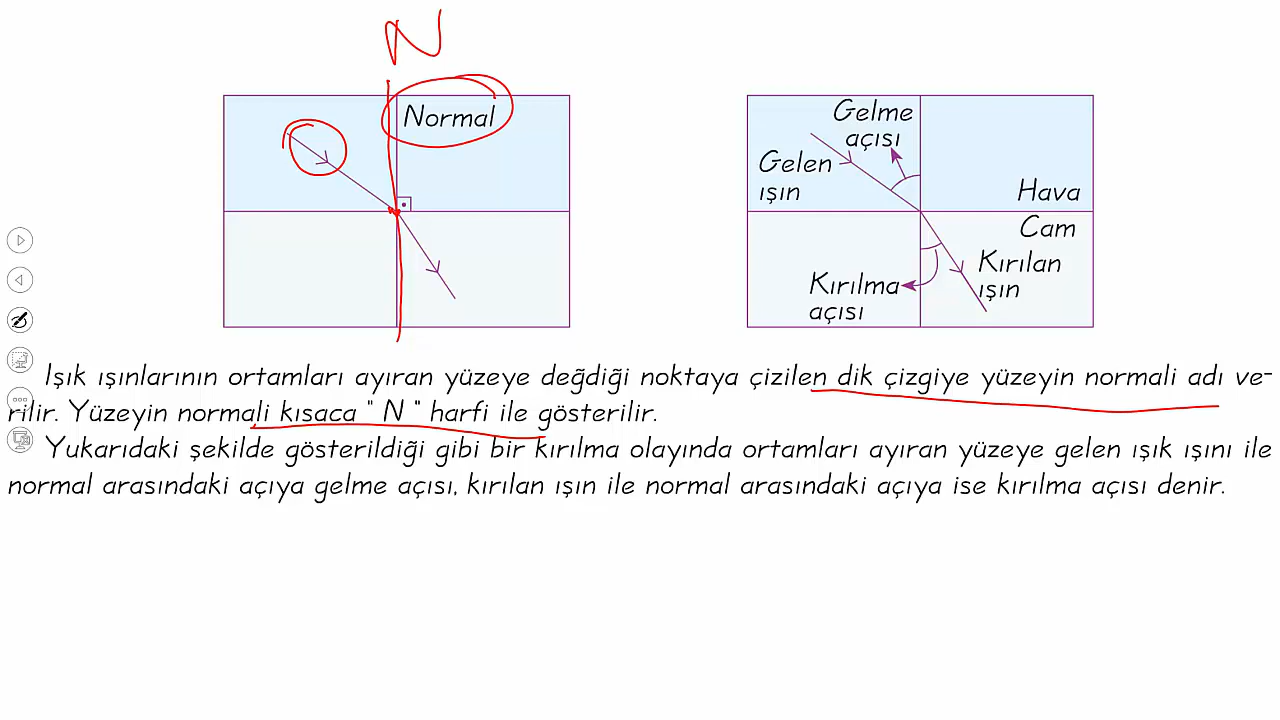 N
Normal
Gelme
açısı
Gelen
ışın
Hava
Cam
Kırılan
ışın
Kırılma
açısı
Işık ışınlarının ortamları ayıran yüzeye değdiği noktaya çizilen dik çizgiye yüzeyin normali adı ve-
rilir. Yüzeyin normali kısaca " N " harfi ile gösterilir.
Yukarıdaki şekilde gösterildiği gibi bir kırılma olayında ortamları ayıran yüzeye gelen ışık ışını ile
normal arasındaki açıya gelme açısı, kırılan ışın ile normal arasındaki açıya ise kırılma açısı denir.